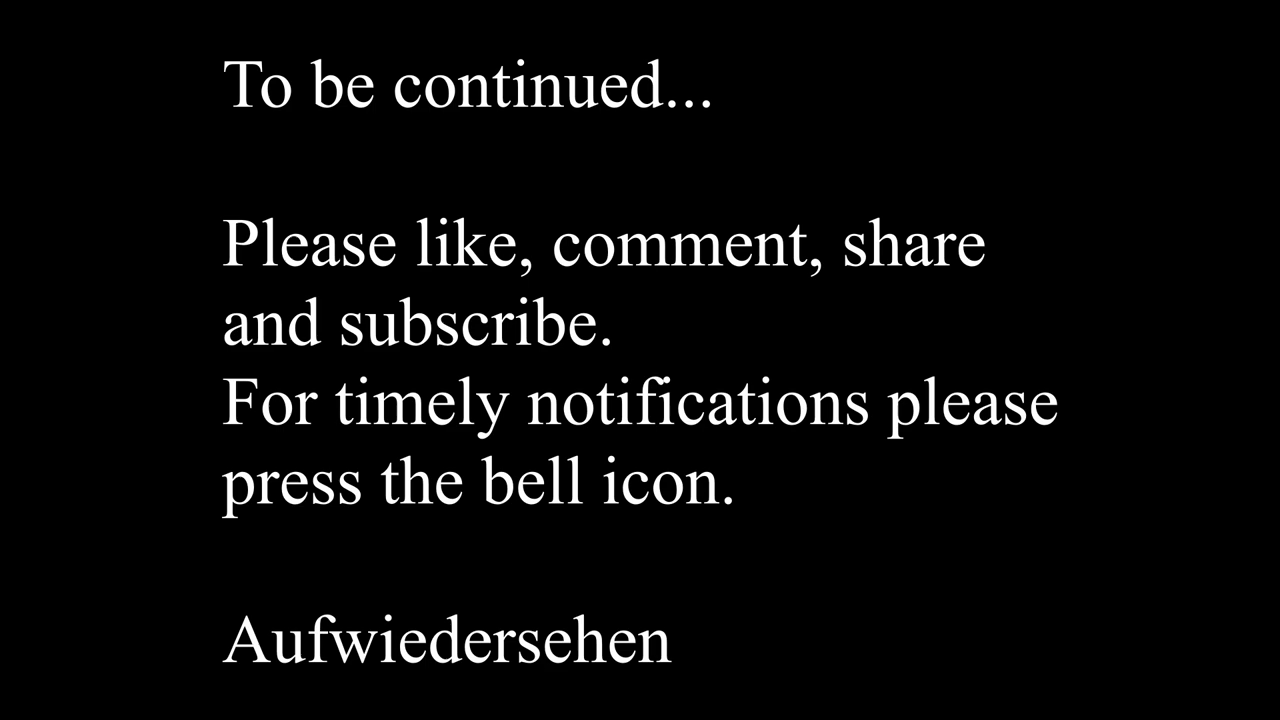 To be continued...
Please like, comment, share
and subscribe.
For timely notifications please
press the bell icon.
Aufwiedersehen